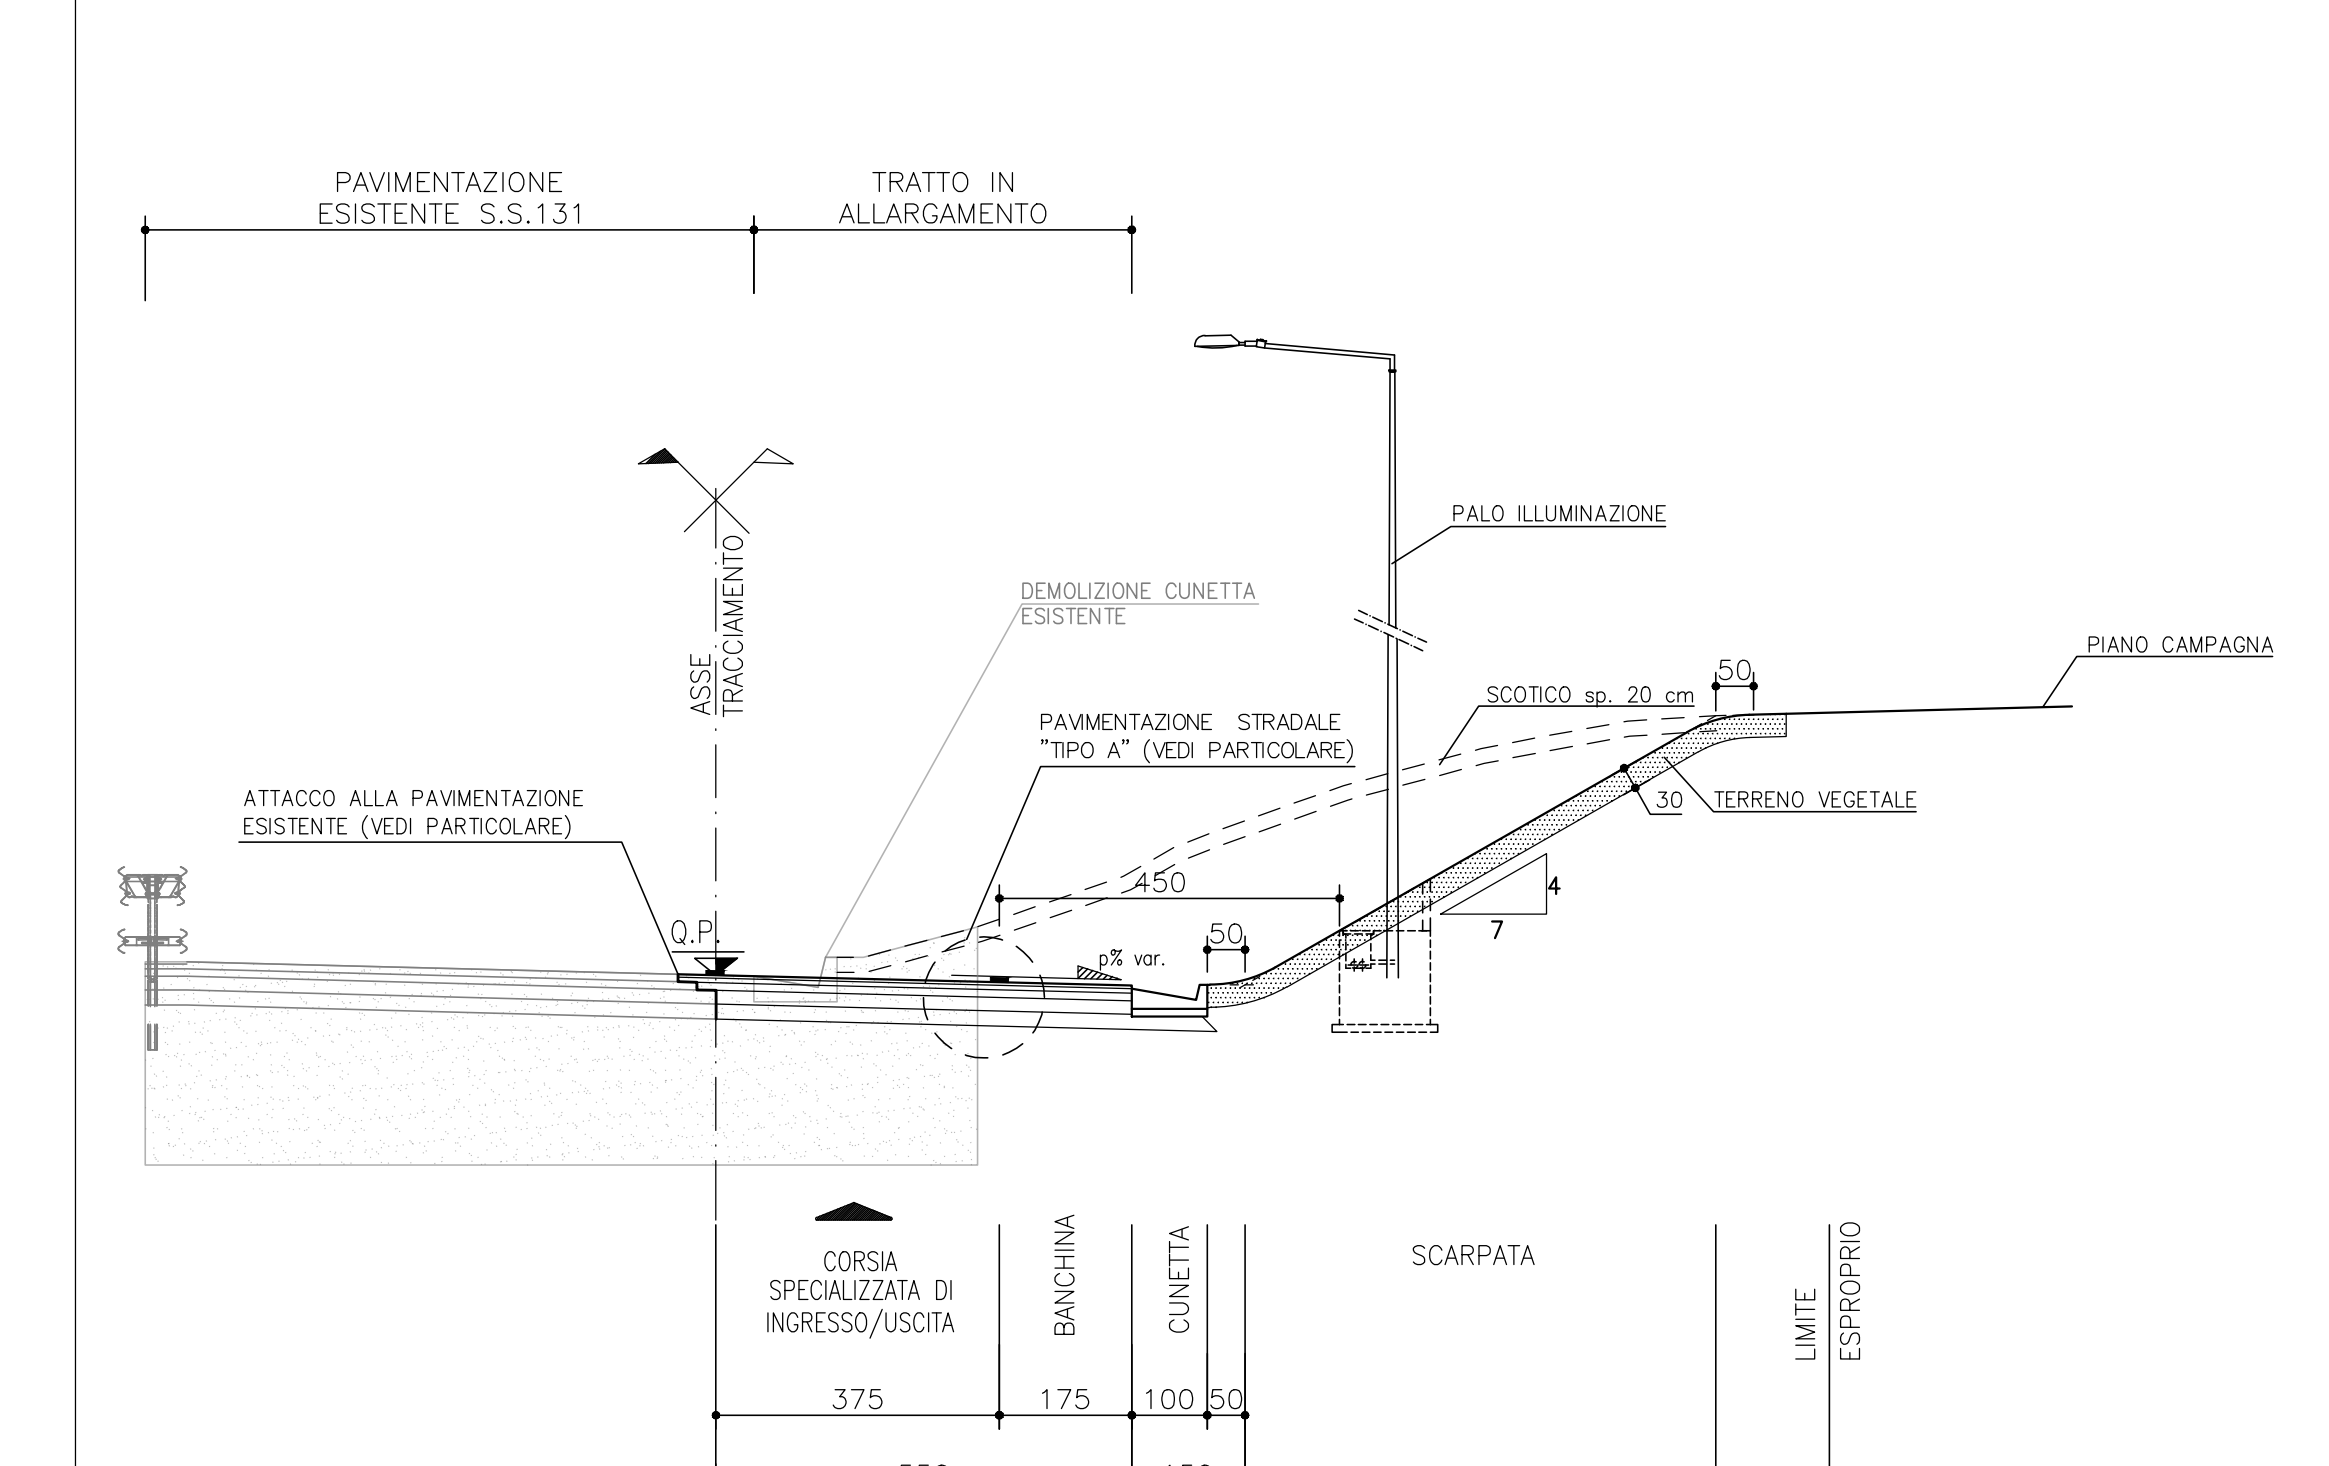 PAVIMENTAZIONE
ESISTENTE S.S.131
TRATTO IN
ALLARGAMENTO
PALO ILLUMINAZIONE
ASSE
TRACCIAMENTO
DEMOLIZIONE CUNETTA
ESISTENTE
PIANO CAMPAGNA
50
SCOTICO sp. 20 cm
PAVIMENTAZIONE STRADALE
"TIPO A" (VEDI PARTICOLARE)
ATTACCO ALLA PAVIMENTAZIONE
ESISTENTE (VEDI PARTICOLARE)
30
TERRENO VEGETALE
450
4
7
Q.P.
50
p% var.
CORSIA
SPECIALIZZATA DI
INGRESSO/USCITA
BANCHINA
CUNETTA
SCARPATA
LIMITE
ESPROPRIO
375
175
100
50